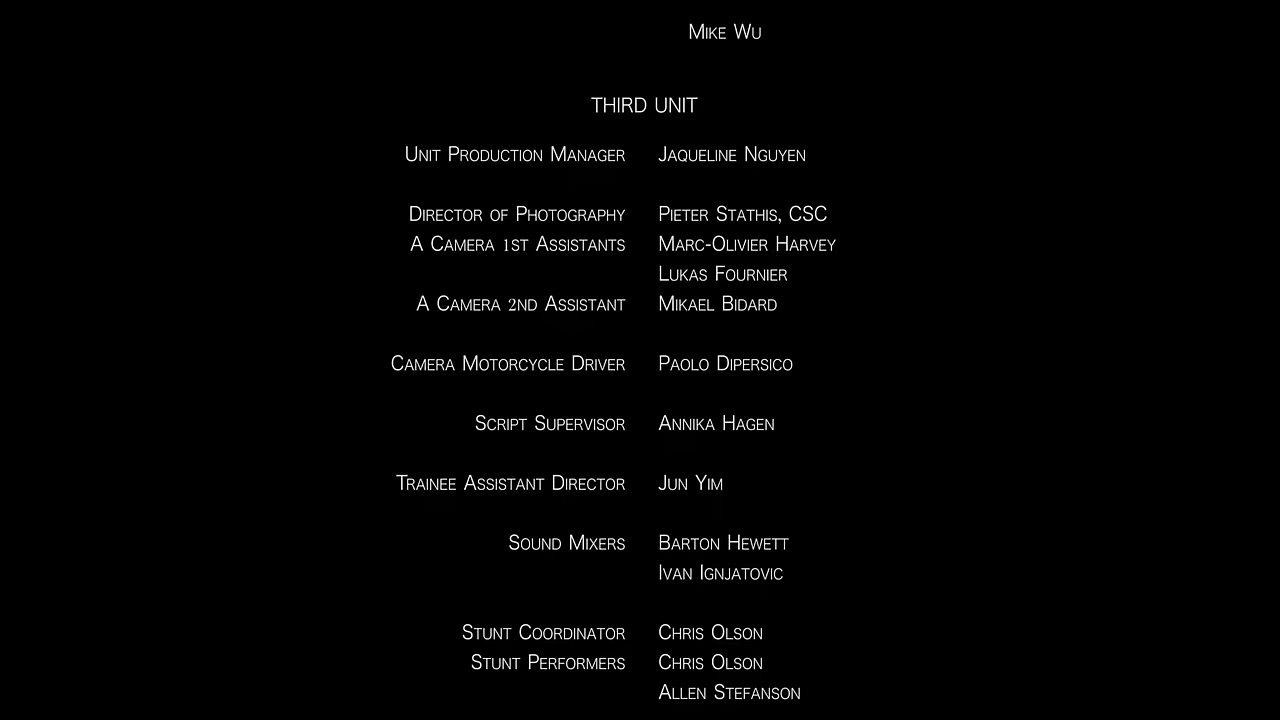 Mike Wu
THIRD UNIT
Unit Production Manager Jaqueline Nguyen
Director of Photography Pieter Stathis, CSC
A Camera 1st Assistants Marc-Olivier Harvey
Lukas Fournier
A Camera 2nd Assistant Mikael Bidard
Camera Motorcycle Driver Paolo Dipersico
Script Supervisor Annika Hagen
Trainee Assistant Director Jun Yim
Sound Mixers Barton Hewett
Ivan Ignjatovic
Stunt Coordinator Chris Olson
Stunt Performers Chris Olson
Allen Stefanson